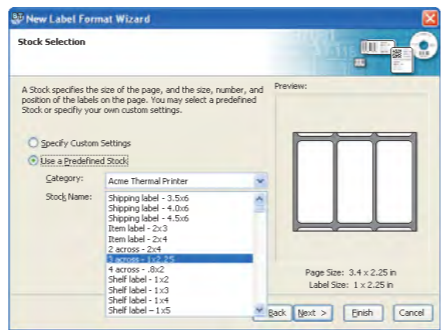 New Label Format Wizard
Stock Selection
A Stock specifies the size of the page, and the size, number, and
position of the labels on the page. You may select a predefined
Stock or specifiy your own custom settings.
Preview:
Specify Custom Settings
Use a Predefined Stock
Category:
Acme Thermal Printer
Stock Name:
Shipping label - 3.5x6
Shipping label - 4.0x6
Shipping label - 4.5x6
Item label - 2x3
Item label - 2x4
2 across - 2x4
3 across - 1x2.25
4 across - .8x2
Shelf label - 1x2
Shelf label - 1x3
Shelf label - 1x4
Shelf label – 1x5
Page Size: 3.4 x 2.25 in
Label Size: 1 x 2.25 in
Back
Next >
Finish
Cancel